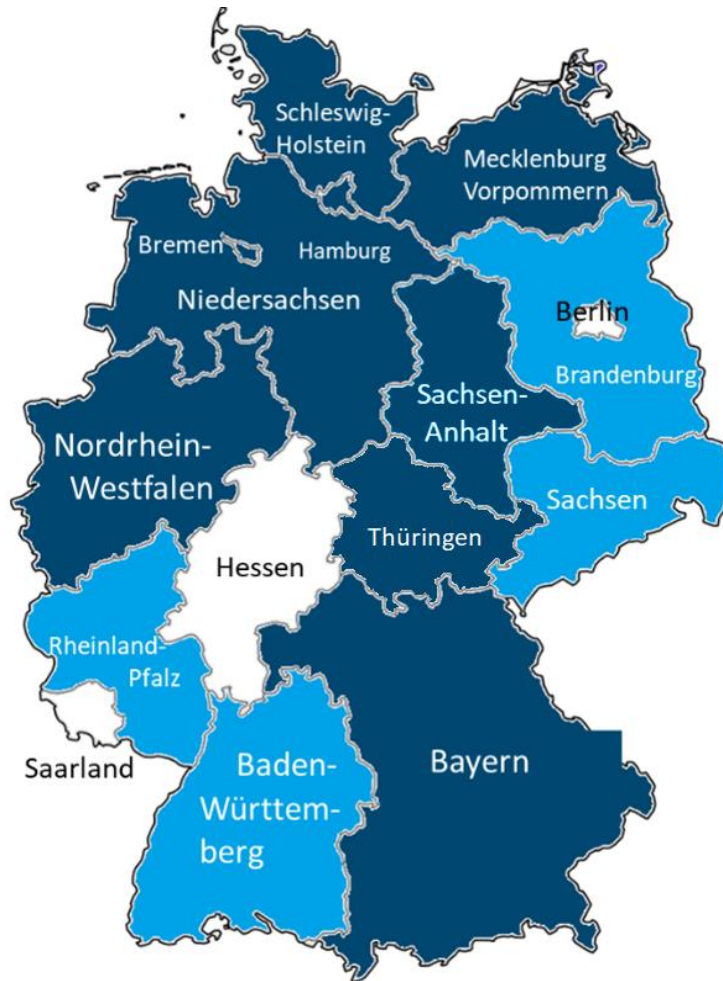 Schleswig-
Holstein
Mecklenburg
Vorpommern
Bremen
Hamburg
Niedersachsen
Berlin
Brandenburg
Sachsen-
Anhalt
Nordrhein-
Westfalen
Sachsen
Thüringen
Hessen
Rheinland-
Pfalz
Saarland
Baden-
Württem-
berg
Bayern